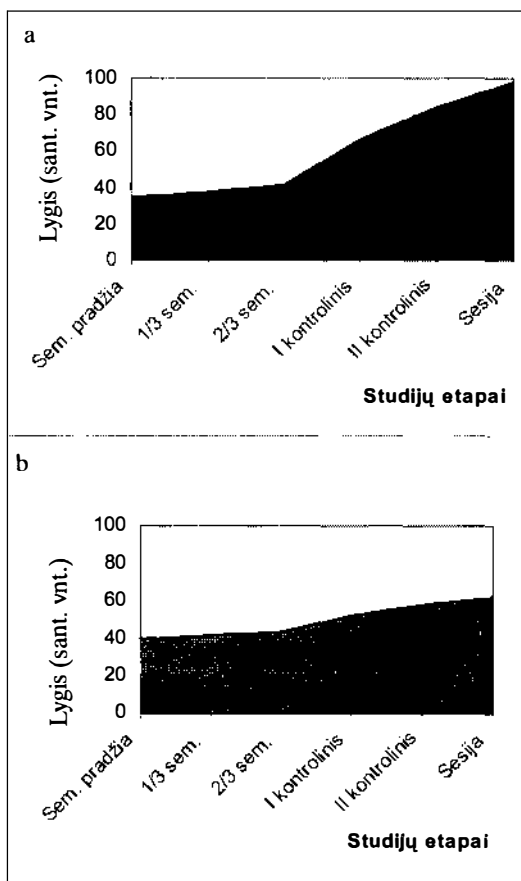 a
Lygis (sant. vnt.)
100
80
60
40
20
0
Sem. pradžia
1/3 sem.
2/3 sem.
I kontrolinis
II kontrolinis
Sesija
Studijų etapai
b
Lygis (sant. vnt.)
100
80
60
40
20
0
Sem. pradžia
1/3 sem.
2/3 sem.
I kontrolinis
II kontrolinis
Sesija
Studijų etapai